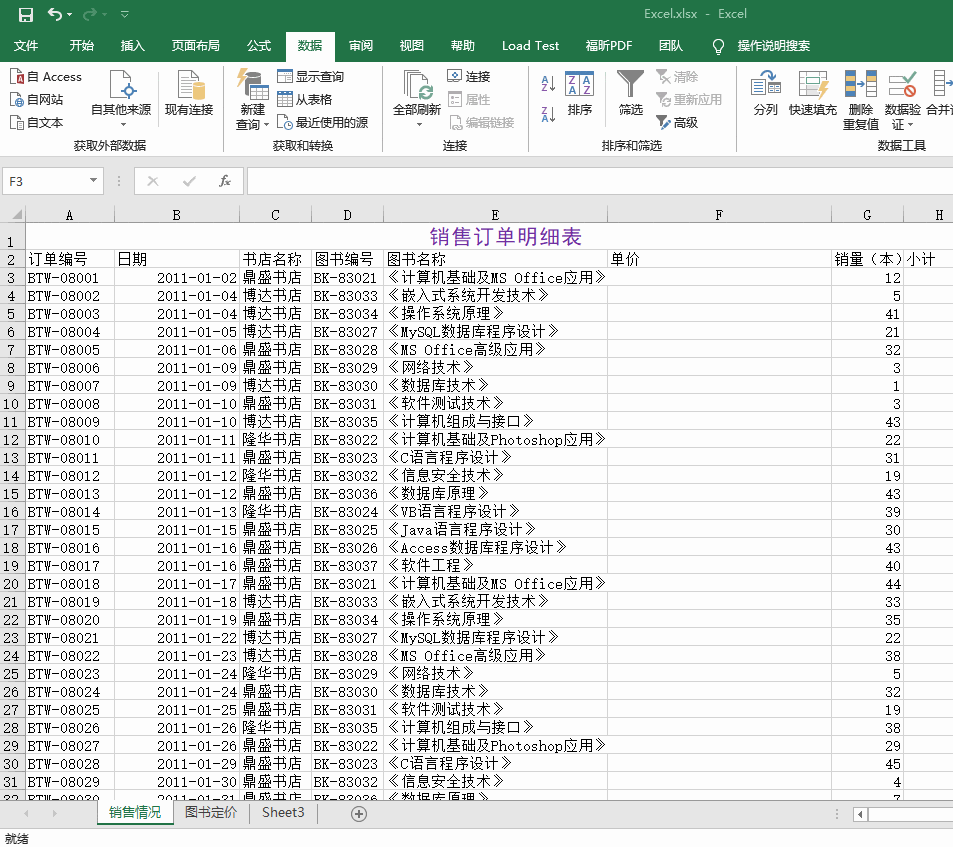 Excel.xlsx - Excel
文件 开始 插入 页面布局 公式 数据 审阅 视图 帮助 Load Test 福昕PDF 团队 操作说明搜索
自 Access
自网站
自文本
自其他来源
现有连接
获取外部数据
新建
查询
显示查询
从表格
最近使用的源
获取和转换
全部刷新
连接
属性
编辑链接
连接
排序
筛选
清除
重新应用
高级
排序和筛选
分列
快速填充
删除
重复值
数据验
证
合并计
数据工具
F3 fx
A B C D E F G H
1 销售订单明细表
2 订单编号 日期 书店名称 图书编号 图书名称 单价 销量（本） 小计
3 BTW-08001 2011-01-02 鼎盛书店 BK-83021 《计算机基础及MS Office应用》 12
4 BTW-08002 2011-01-04 博达书店 BK-83033 《嵌入式系统开发技术》 5
5 BTW-08003 2011-01-04 博达书店 BK-83034 《操作系统原理》 41
6 BTW-08004 2011-01-05 博达书店 BK-83027 《MySQL数据库程序设计》 21
7 BTW-08005 2011-01-06 鼎盛书店 BK-83028 《MS Office高级应用》 32
8 BTW-08006 2011-01-09 鼎盛书店 BK-83029 《网络技术》 3
9 BTW-08007 2011-01-09 博达书店 BK-83030 《数据库技术》 1
10 BTW-08008 2011-01-10 鼎盛书店 BK-83031 《软件测试技术》 3
11 BTW-08009 2011-01-10 博达书店 BK-83035 《计算机组成与接口》 43
12 BTW-08010 2011-01-11 隆华书店 BK-83022 《计算机基础及Photoshop应用》 22
13 BTW-08011 2011-01-11 鼎盛书店 BK-83023 《C语言程序设计》 31
14 BTW-08012 2011-01-12 隆华书店 BK-83032 《信息安全技术》 19
15 BTW-08013 2011-01-12 鼎盛书店 BK-83036 《数据库原理》 43
16 BTW-08014 2011-01-13 隆华书店 BK-83024 《VB语言程序设计》 39
17 BTW-08015 2011-01-15 鼎盛书店 BK-83025 《Java语言程序设计》 30
18 BTW-08016 2011-01-16 鼎盛书店 BK-83026 《Access数据库程序设计》 43
19 BTW-08017 2011-01-16 鼎盛书店 BK-83037 《软件工程》 40
20 BTW-08018 2011-01-17 鼎盛书店 BK-83021 《计算机基础及MS Office应用》 44
21 BTW-08019 2011-01-18 博达书店 BK-83033 《嵌入式系统开发技术》 33
22 BTW-08020 2011-01-19 鼎盛书店 BK-83034 《操作系统原理》 35
23 BTW-08021 2011-01-22 博达书店 BK-83027 《MySQL数据库程序设计》 22
24 BTW-08022 2011-01-23 博达书店 BK-83028 《MS Office高级应用》 38
25 BTW-08023 2011-01-24 隆华书店 BK-83029 《网络技术》 5
26 BTW-08024 2011-01-24 鼎盛书店 BK-83030 《数据库技术》 32
27 BTW-08025 2011-01-25 鼎盛书店 BK-83031 《软件测试技术》 19
28 BTW-08026 2011-01-26 隆华书店 BK-83035 《计算机组成与接口》 38
29 BTW-08027 2011-01-26 鼎盛书店 BK-83022 《计算机基础及Photoshop应用》 29
30 BTW-08028 2011-01-29 鼎盛书店 BK-83023 《C语言程序设计》 45
31 BTW-08029 2011-01-30 鼎盛书店 BK-83032 《信息安全技术》 4
32 BTW-08030 2011-01-31 鼎盛书店 BK-83036 《数据库原理》 7
销售情况 图书定价 Sheet3
就绪